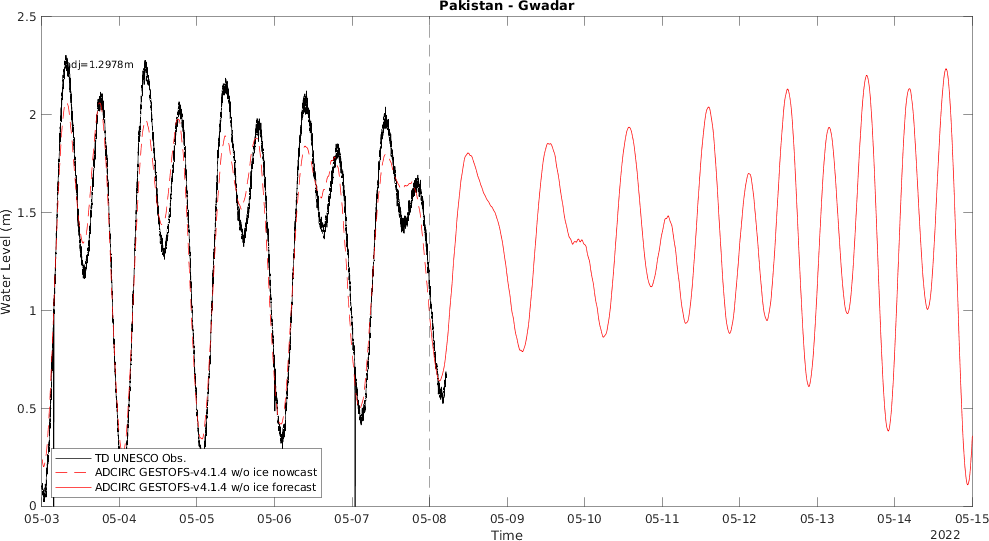 Pakistan - Gwadar
2.5
2
1.5
1
0.5
0
Water Level (m)
dj=1.2978m
TD UNESCO Obs.
ADCIRC GESTOFS-v4.1.4 w/o ice nowcast
ADCIRC GESTOFS-v4.1.4 w/o ice forecast
05-03 05-04 05-05 05-06 05-07 05-08 05-09 05-10 05-11 05-12 05-13 05-14 05-15
Time
2022